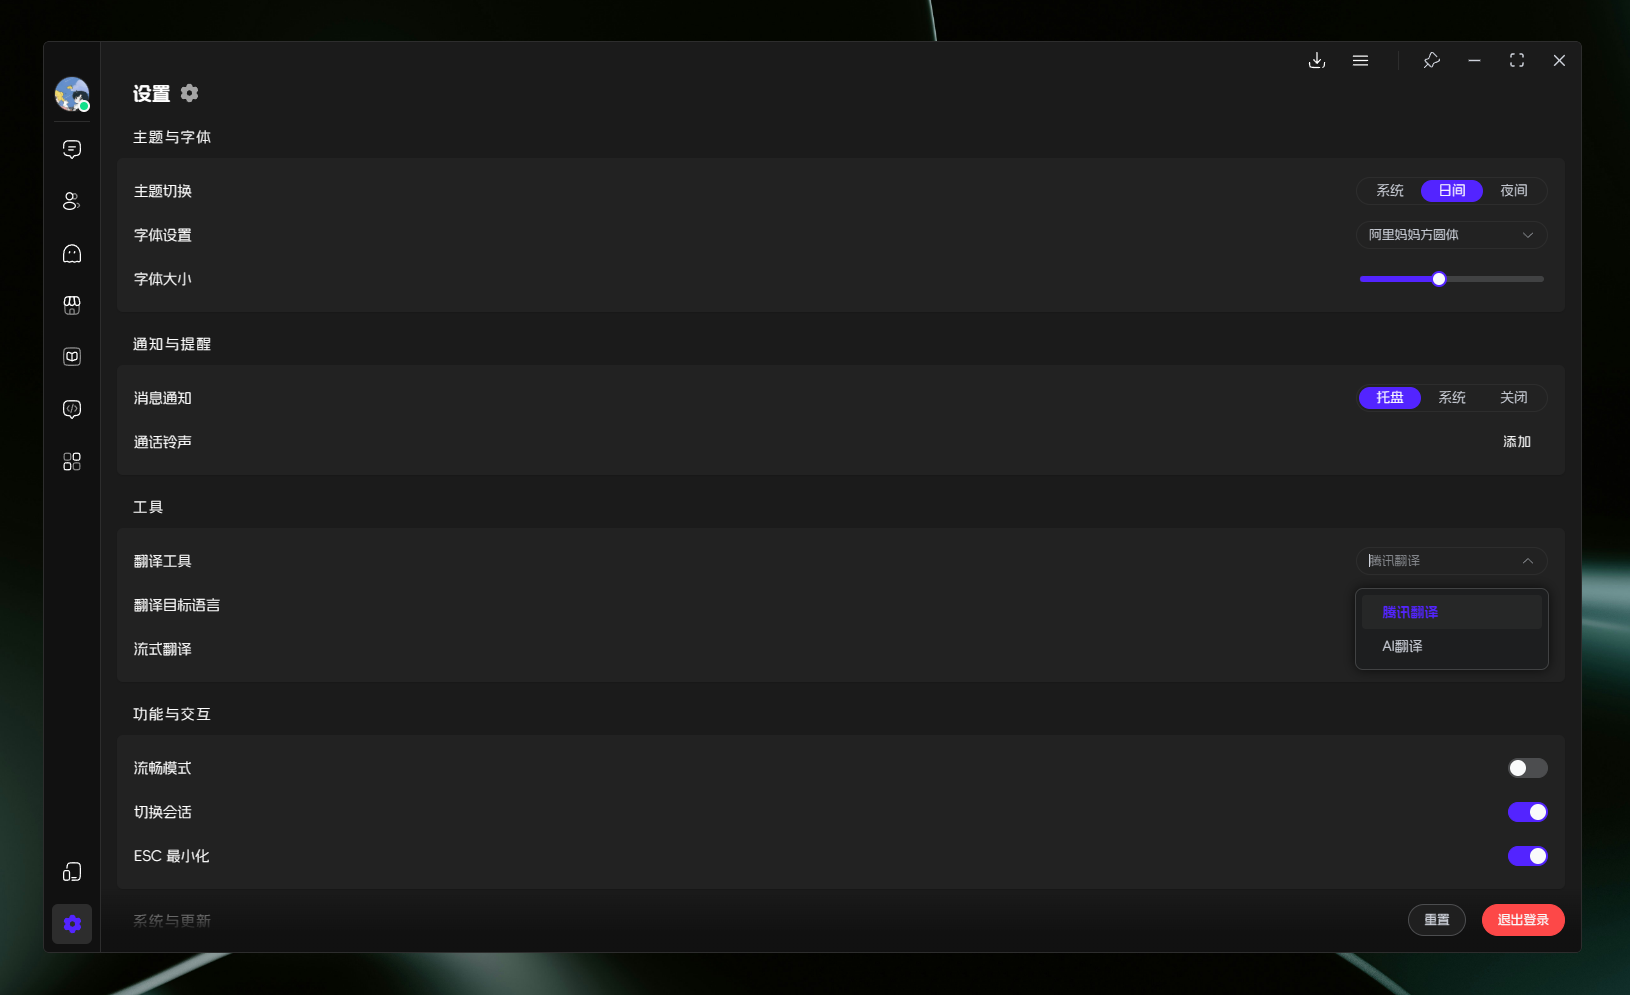 设置
主题与字体
主题切换
系统 日间 夜间
字体设置
阿里妈妈方圆体
字体大小
通知与提醒
消息通知
托盘 系统 关闭
通话铃声
添加
工具
翻译工具
腾讯翻译
翻译目标语言
腾讯翻译
流式翻译
AI翻译
功能与交互
流畅模式
切换会话
ESC 最小化
系统与更新
重置
退出登录